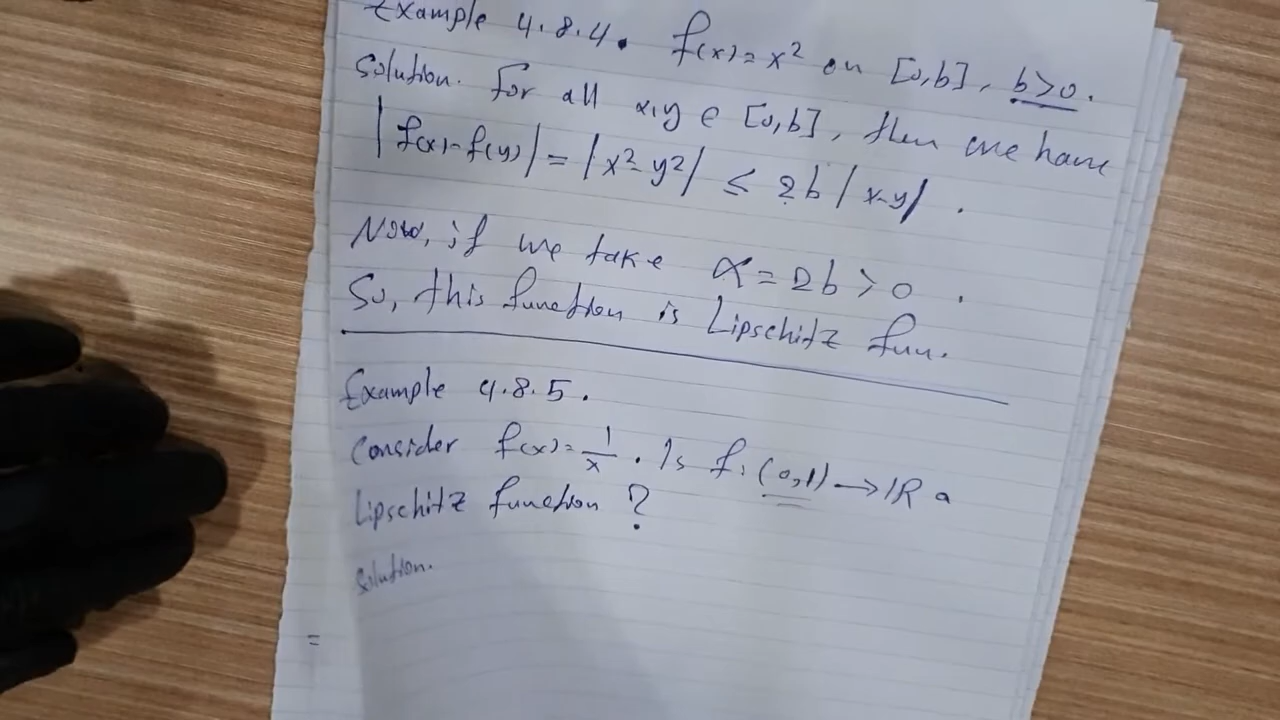 Example 4.8.4. f(x)=x² on [0,b], b>0.
Solution. For all x,y ∈ [0,b], then we have
|f(x)-f(y)| = |x²-y²| ≤ 2b |x-y| .
Now, if we take α = 2b > 0 .
So, this function is Lipschitz fun.
Example 4.8.5.
Consider f(x)=1/x . Is f: (0,1) → IR a
Lipschitz function ?
Solution.
=